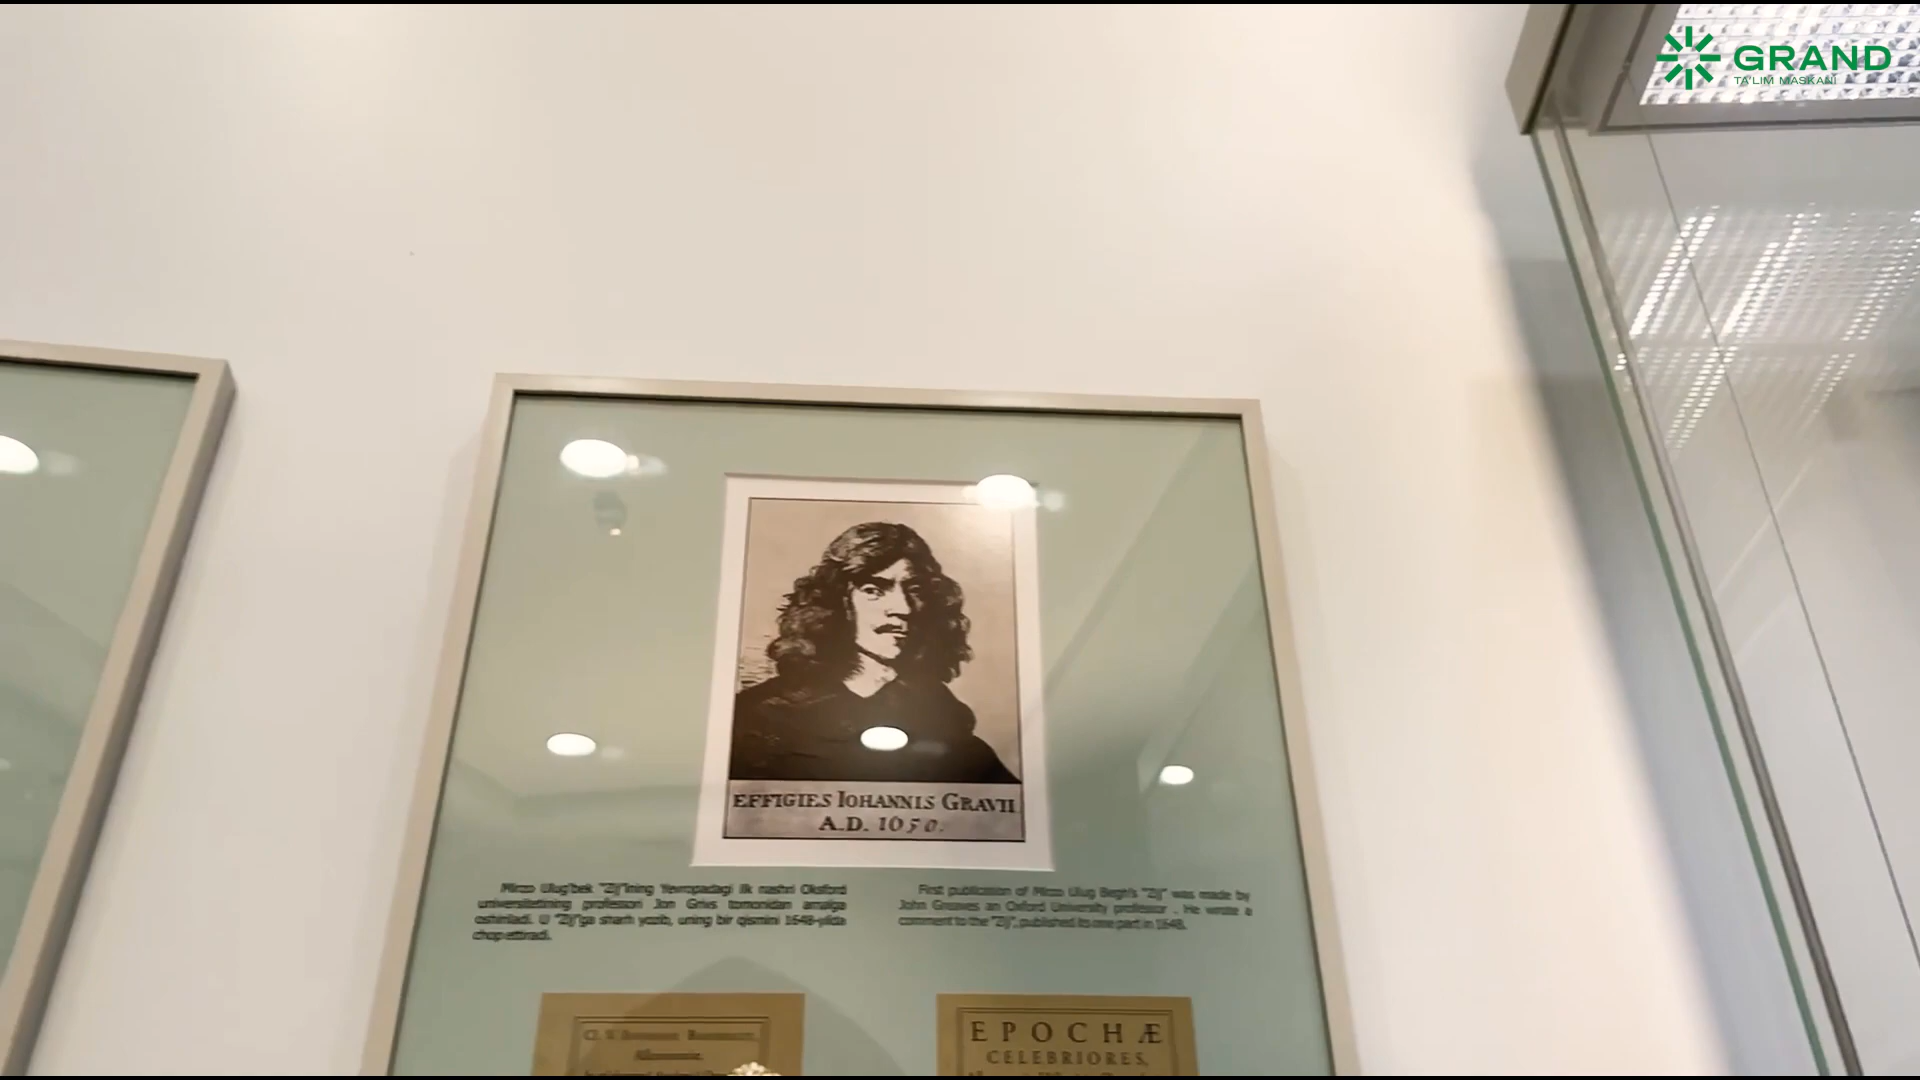 GRAND
TA'LIM MASKANI
EFFIGIES IOHANNIS GRAVII
A.D. 1650.
Mirzo Ulug'bek "Zij"ining Yevropadagi ilk nashri Oksford
universitetining professori Jon Grivs tomonidan amalga
oshiriladi. U "Zij"ga sharh yozib, uning bir qismini 1648-yilda
chop ettiradi.
First publication of Mirzo Ulug Begh's "Zij" was made by
John Greaves an Oxford University professor . He wrote a
comment to the "Zij", published its one part in 1648.
EPOCHÆ
CELEBRIORES,